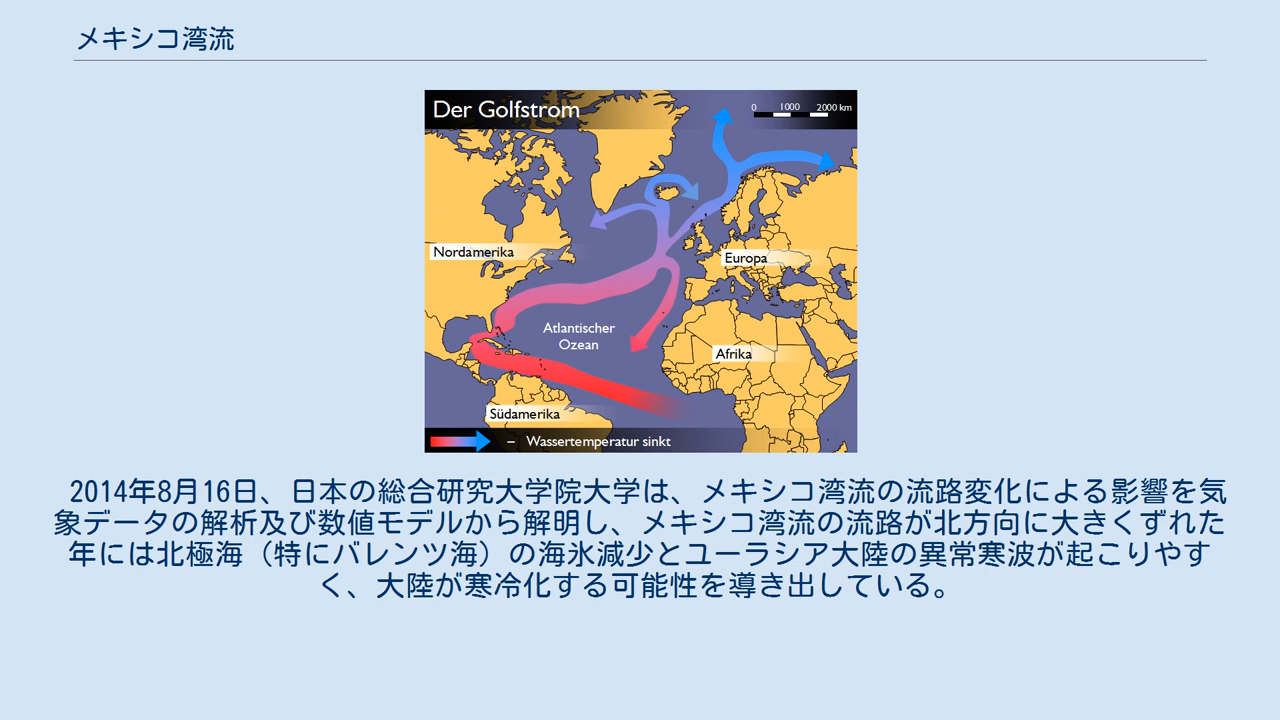 メキシコ湾流
Der Golfstrom
0 1000 2000 km
Nordamerika
Europa
Atlantischer
Ozean
Afrika
Südamerika
– Wassertemperatur sinkt
2014年8月16日、日本の総合研究大学院大学は、メキシコ湾流の流路変化による影響を気
象データの解析及び数値モデルから解明し、メキシコ湾流の流路が北方向に大きくずれた
年には北極海（特にバレンツ海）の海氷減少とユーラシア大陸の異常寒波が起こりやす
く、大陸が寒冷化する可能性を導き出している。